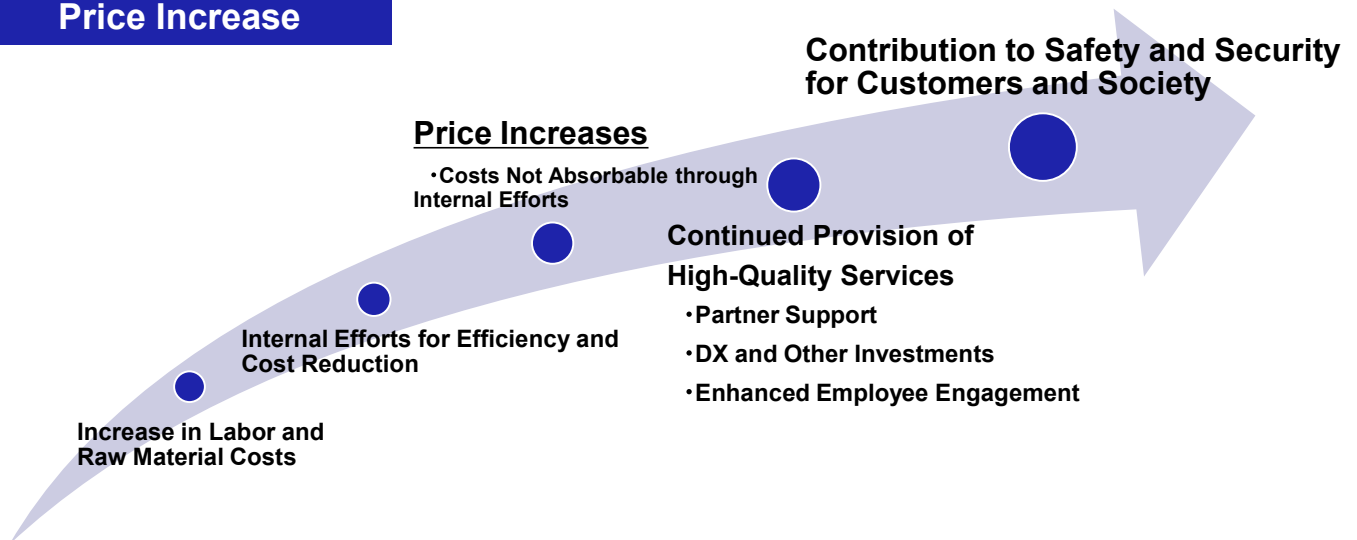 Price Increase
Contribution to Safety and Security
for Customers and Society
Price Increases
・Costs Not Absorbable through
Internal Efforts
Continued Provision of
High-Quality Services
・Partner Support
・DX and Other Investments
・Enhanced Employee Engagement
Internal Efforts for Efficiency and
Cost Reduction
Increase in Labor and
Raw Material Costs